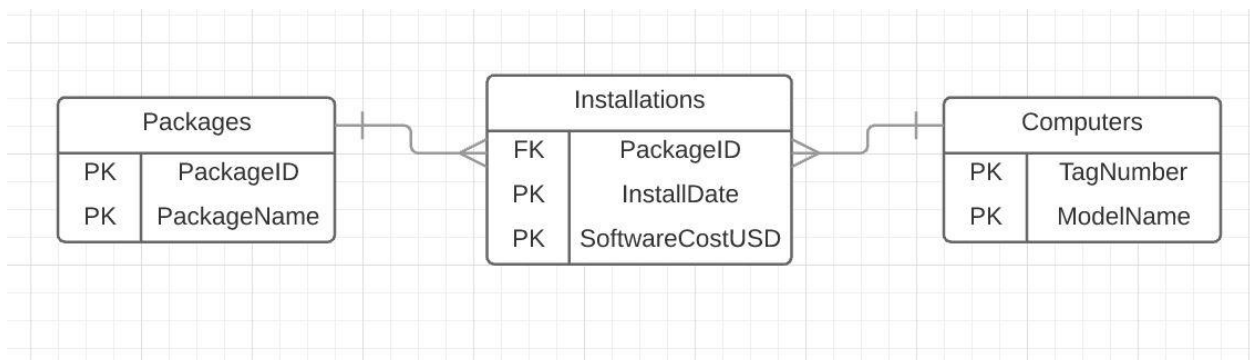 Packages
PK PackageID
PK PackageName
Installations
FK PackageID
PK InstallDate
PK SoftwareCostUSD
Computers
PK TagNumber
PK ModelName